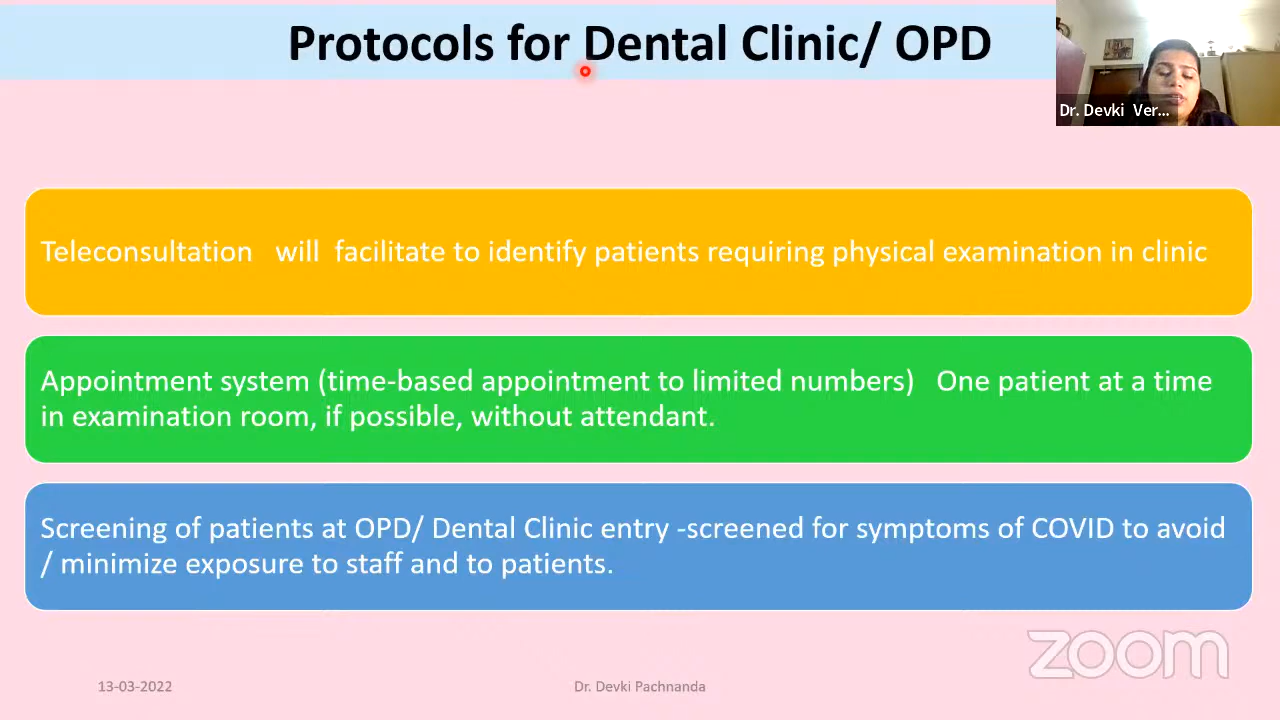 Protocols for Dental Clinic/ OPD
Dr. Devki Ver...
Teleconsultation will facilitate to identify patients requiring physical examination in clinic
Appointment system (time-based appointment to limited numbers) One patient at a time
in examination room, if possible, without attendant.
Screening of patients at OPD/ Dental Clinic entry -screened for symptoms of COVID to avoid
/ minimize exposure to staff and to patients.
zoom
13-03-2022
Dr. Devki Pachnanda